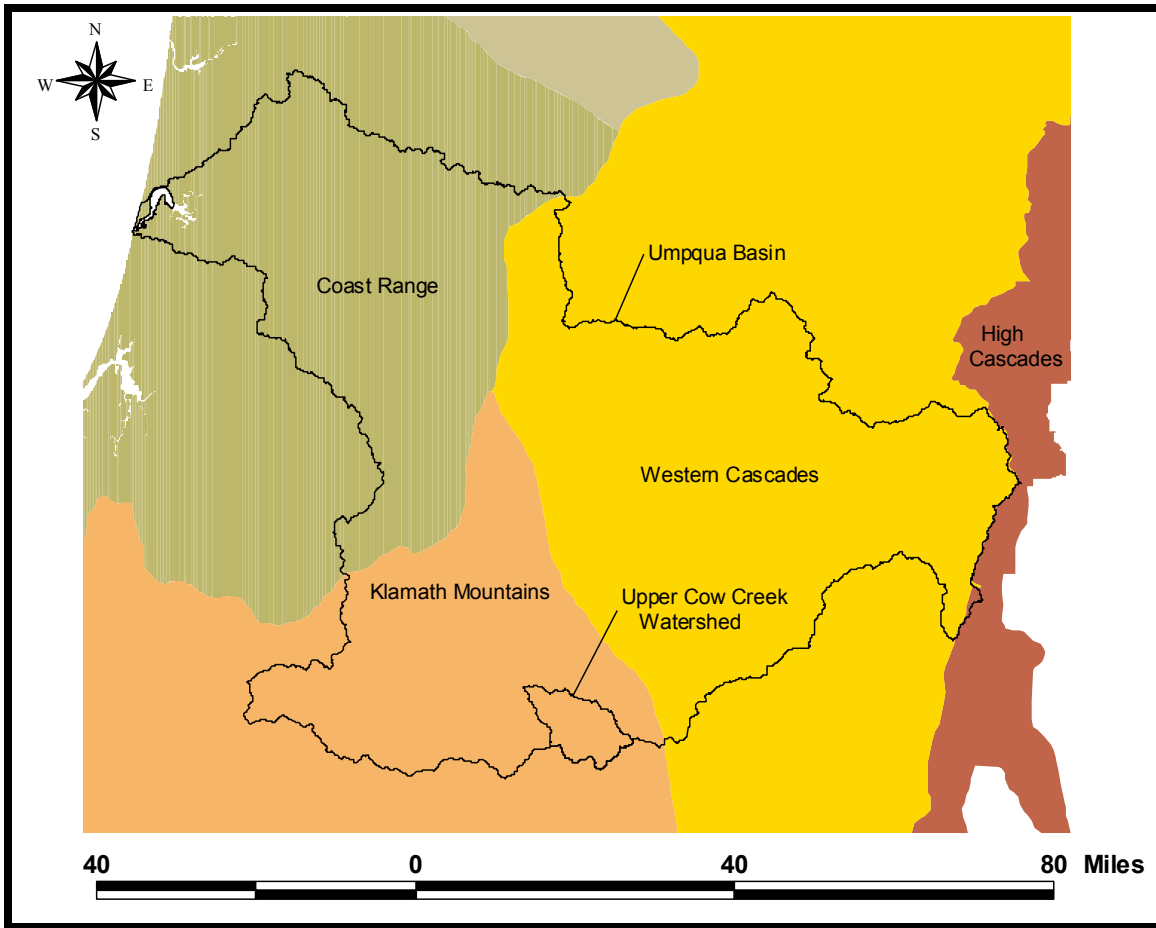 N
W E
S
Umpqua Basin
Coast Range
High
Cascades
Western Cascades
Klamath Mountains
Upper Cow Creek
Watershed
40 0 40 80 Miles